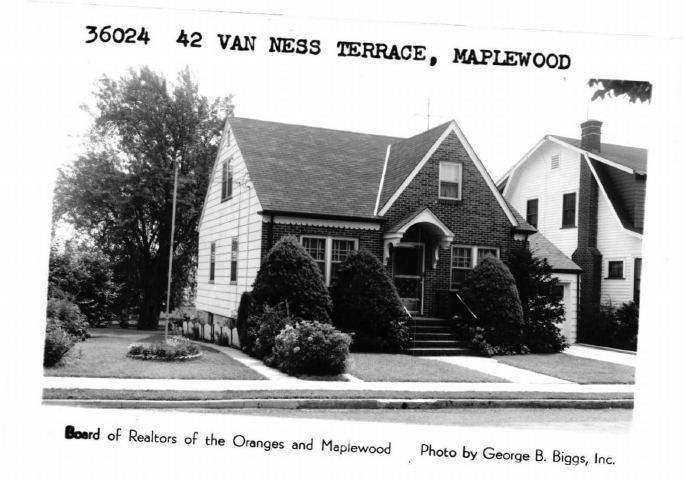 36024 42 VAN NESS TERRACE, MAPLEWOOD
Board of Realtors of the Oranges and Maplewood Photo by George B. Biggs, Inc.